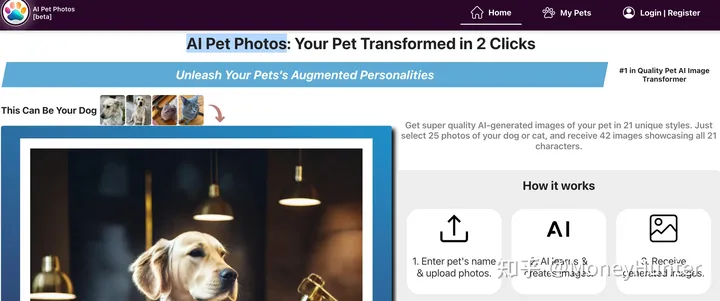 AI Pet Photos
[beta]
Home
My Pets
Login | Register
AI Pet Photos: Your Pet Transformed in 2 Clicks
Unleash Your Pets's Augmented Personalities
#1 in Quality Pet AI Image
Transformer
This Can Be Your Dog
Get super quality AI-generated images of your pet in 21 unique styles. Just
select 25 photos of your dog or cat, and receive 42 images showcasing all 21
characters.
How it works
AI
1. Enter pet's name
& upload photos.
2. AI learns &
creates images.
3. Receive
generated images.
知乎 @MoneyHunter